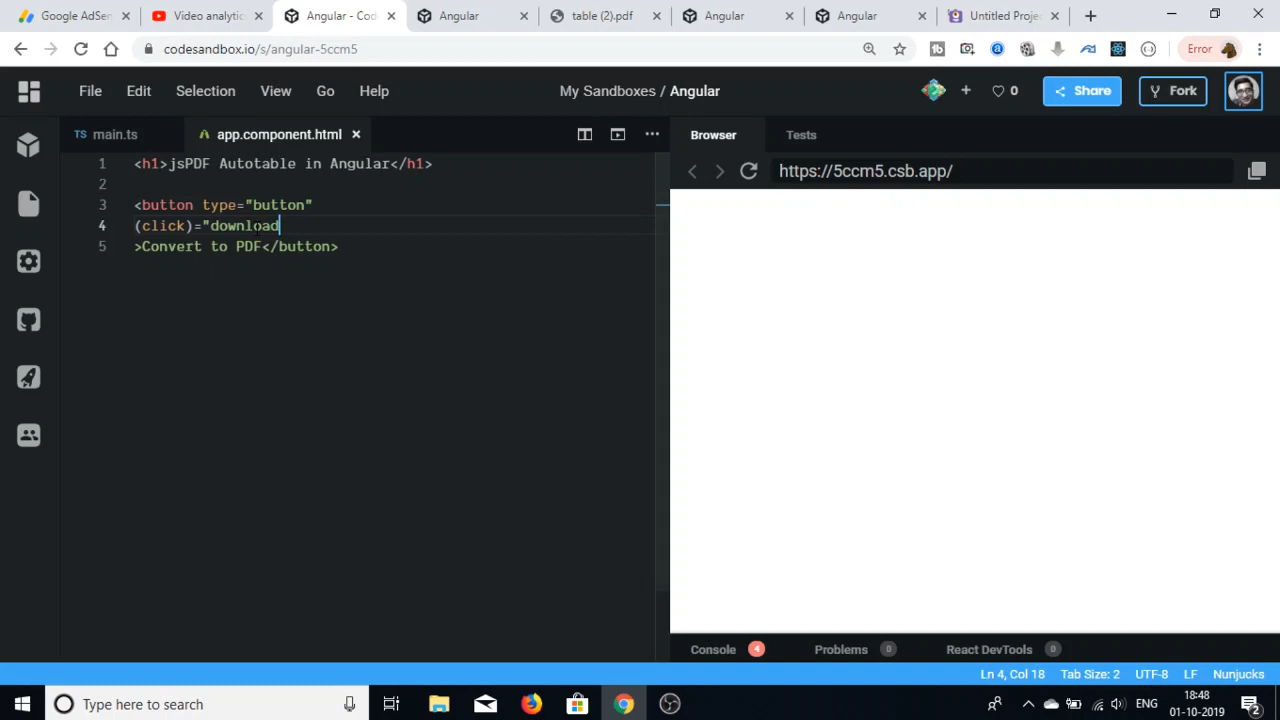 Google AdSen
Video analytic
Angular - Cod
Angular
table (2).pdf
Angular
Angular
Untitled Proje
codesandbox.io/s/angular-5ccm5
Error
File Edit Selection View Go Help
My Sandboxes / Angular
0
Share
Fork
TS main.ts
app.component.html
Browser
Tests
https://5ccm5.csb.app/
1 <h1>jsPDF Autotable in Angular</h1>
2
3 <button type="button"
4 (click)="download
5 >Convert to PDF</button>
Console 4
Problems 0
React DevTools 0
Ln 4, Col 18 Tab Size: 2 UTF-8 LF Nunjucks
Type here to search
ENG
18:48
01-10-2019
2